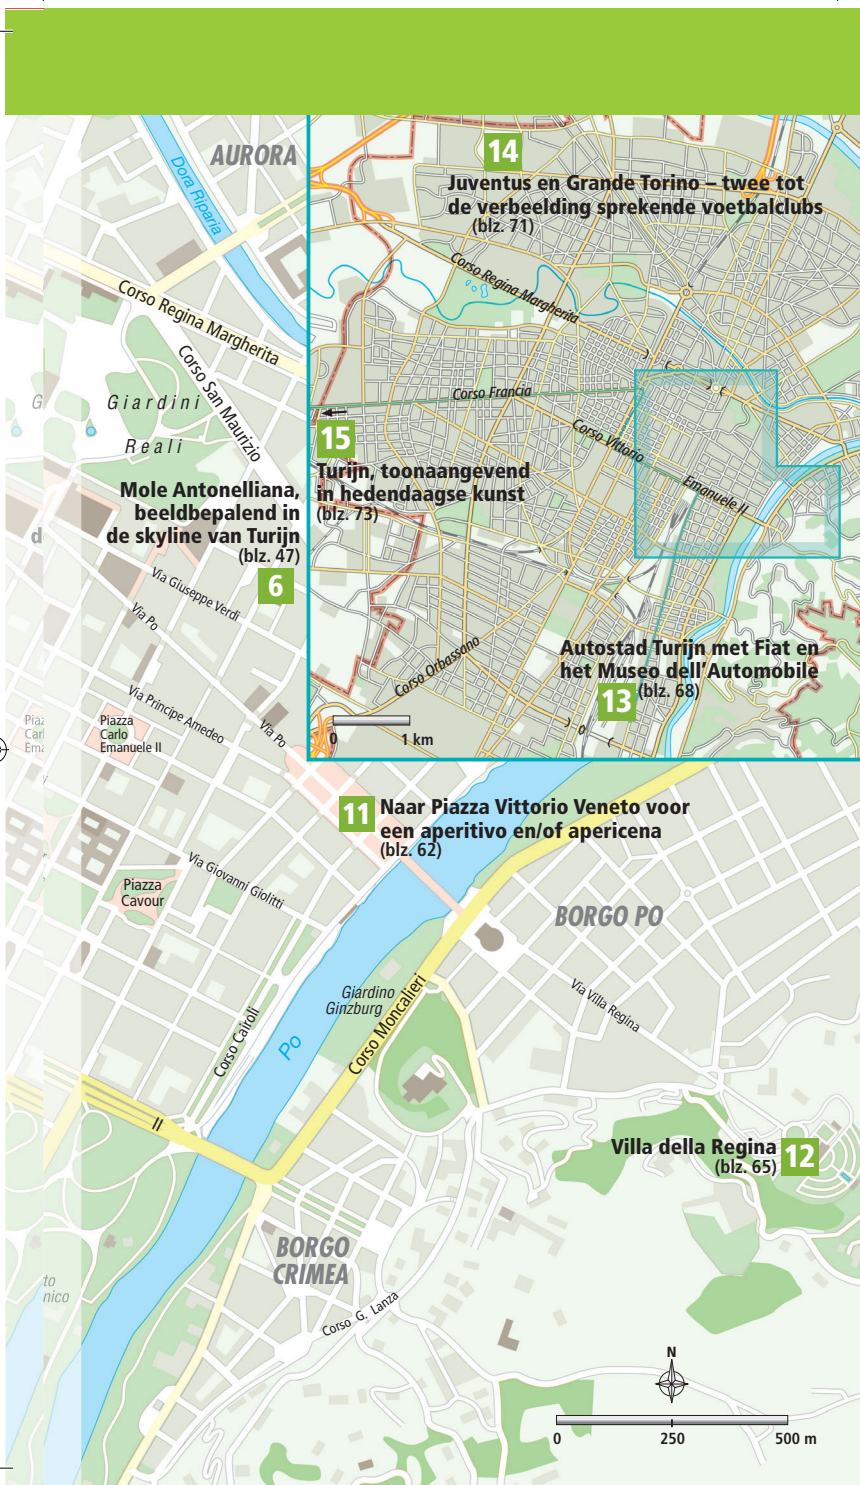 AURORA
Dora Riparia
14
Juventus en Grande Torino – twee tot
de verbeelding sprekende voetbalclubs
(blz. 71)
Corso Regina Margherita
Corso Regina Margherita
Corso San Maurizio
Giardini
Reali
Corso Francia
Corso Vittorio
Emanuele II
15
Turijn, toonaangevend
in hedendaagse kunst
(blz. 73)
Mole Antonelliana,
beeldbepalend in
de skyline van Turijn
(blz. 47)
6
Via Giuseppe Verdi
Via Po
Corso Orbassano
Autostad Turijn met Fiat en
het Museo dell'Automobile
13
(blz. 68)
0 1 km
Via Principe Amedeo
Via Po
Piazza
Carlo
Emanuele II
11
Naar Piazza Vittorio Veneto voor
een aperitivo en/of apericena
(blz. 62)
Via Giovanni Giolitti
Piazza
Cavour
BORGO PO
Giardino
Ginzburg
Via Villa Regina
Corso Cairoli
Po
Corso Moncalieri
II
Villa della Regina
(blz. 65)
12
BORGO
CRIMEA
Corso G. Lanza
N
0 250 500 m